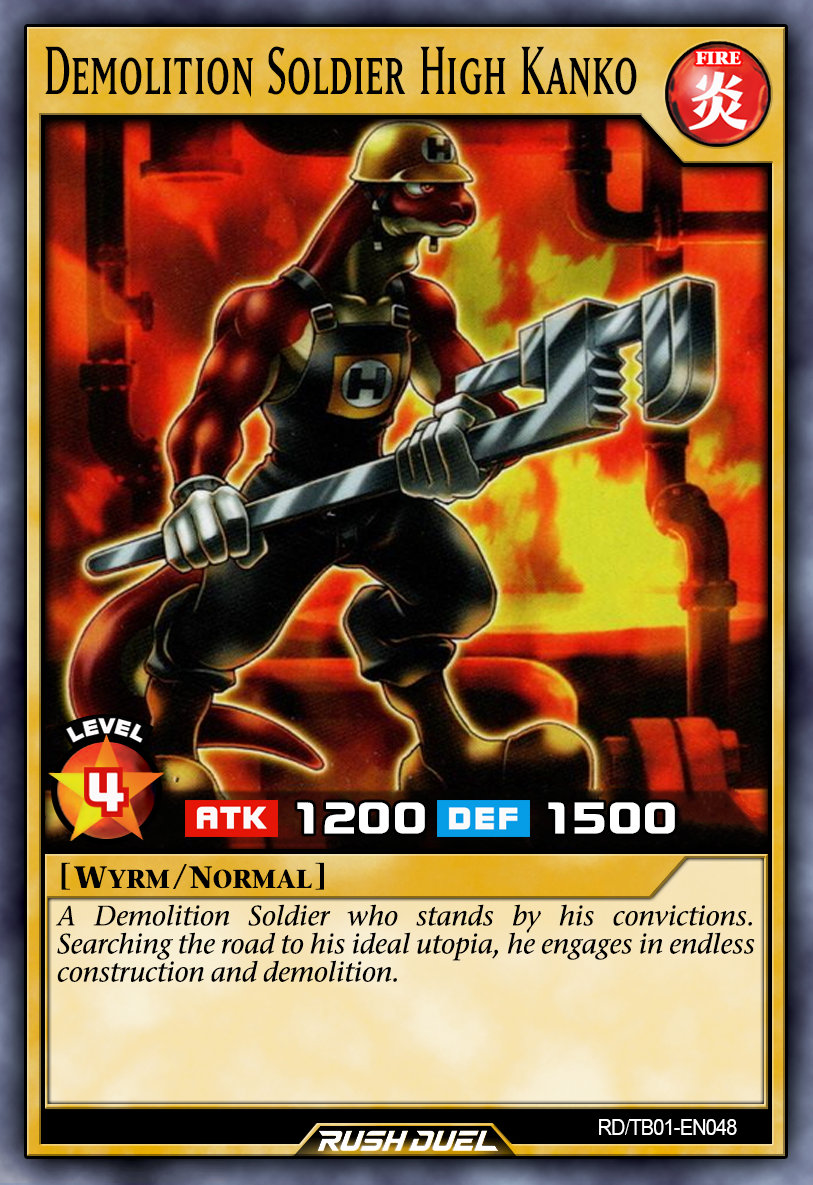 DEMOLITION SOLDIER HIGH KANKO
FIRE
炎
H
H
LEVEL
4
ATK 1200 DEF 1500
[WYRM/NORMAL]
A Demolition Soldier who stands by his convictions.
Searching the road to his ideal utopia, he engages in endless
construction and demolition.
RUSH DUEL
RD/TB01-EN048